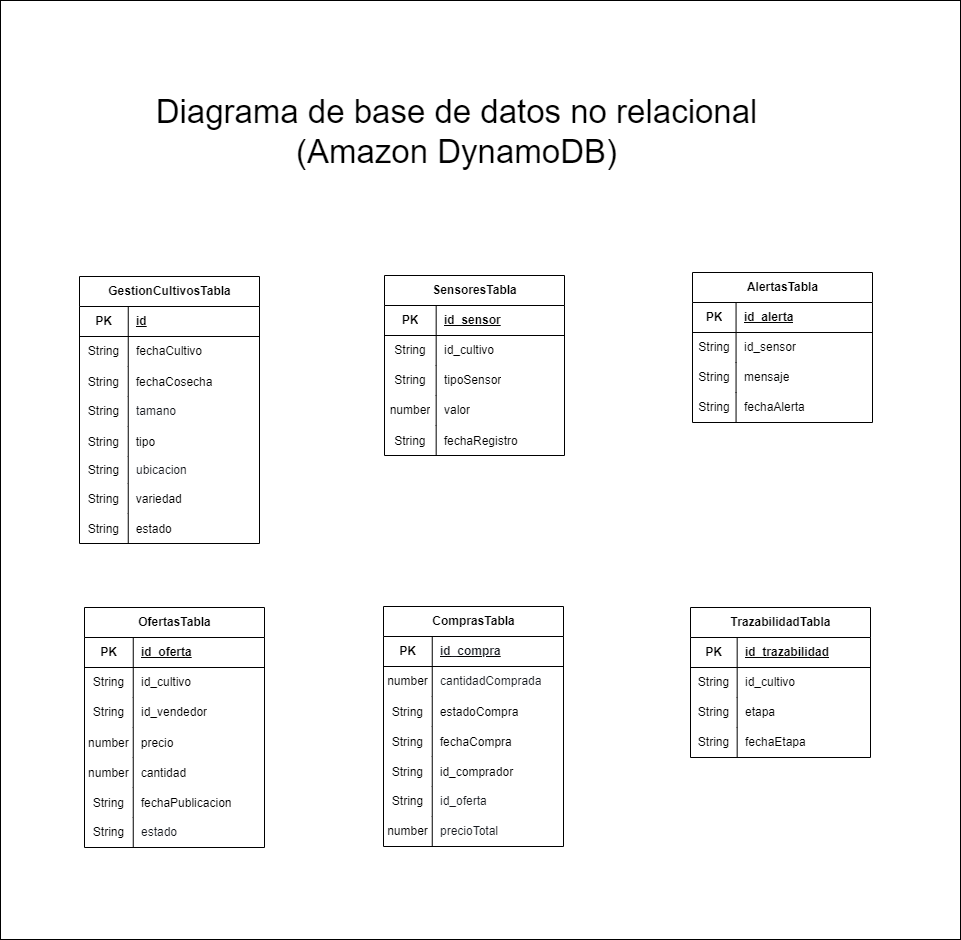 Diagrama de base de datos no relacional
(Amazon DynamoDB)
GestionCultivosTabla
PK id
String fechaCultivo
String fechaCosecha
String tamano
String tipo
String ubicacion
String variedad
String estado
SensoresTabla
PK id_sensor
String id_cultivo
String tipoSensor
number valor
String fechaRegistro
AlertasTabla
PK id_alerta
String id_sensor
String mensaje
String fechaAlerta
OfertasTabla
PK id_oferta
String id_cultivo
String id_vendedor
number precio
number cantidad
String fechaPublicacion
String estado
ComprasTabla
PK id_compra
number cantidadComprada
String estadoCompra
String fechaCompra
String id_comprador
String id_oferta
number precioTotal
TrazabilidadTabla
PK id_trazabilidad
String id_cultivo
String etapa
String fechaEtapa